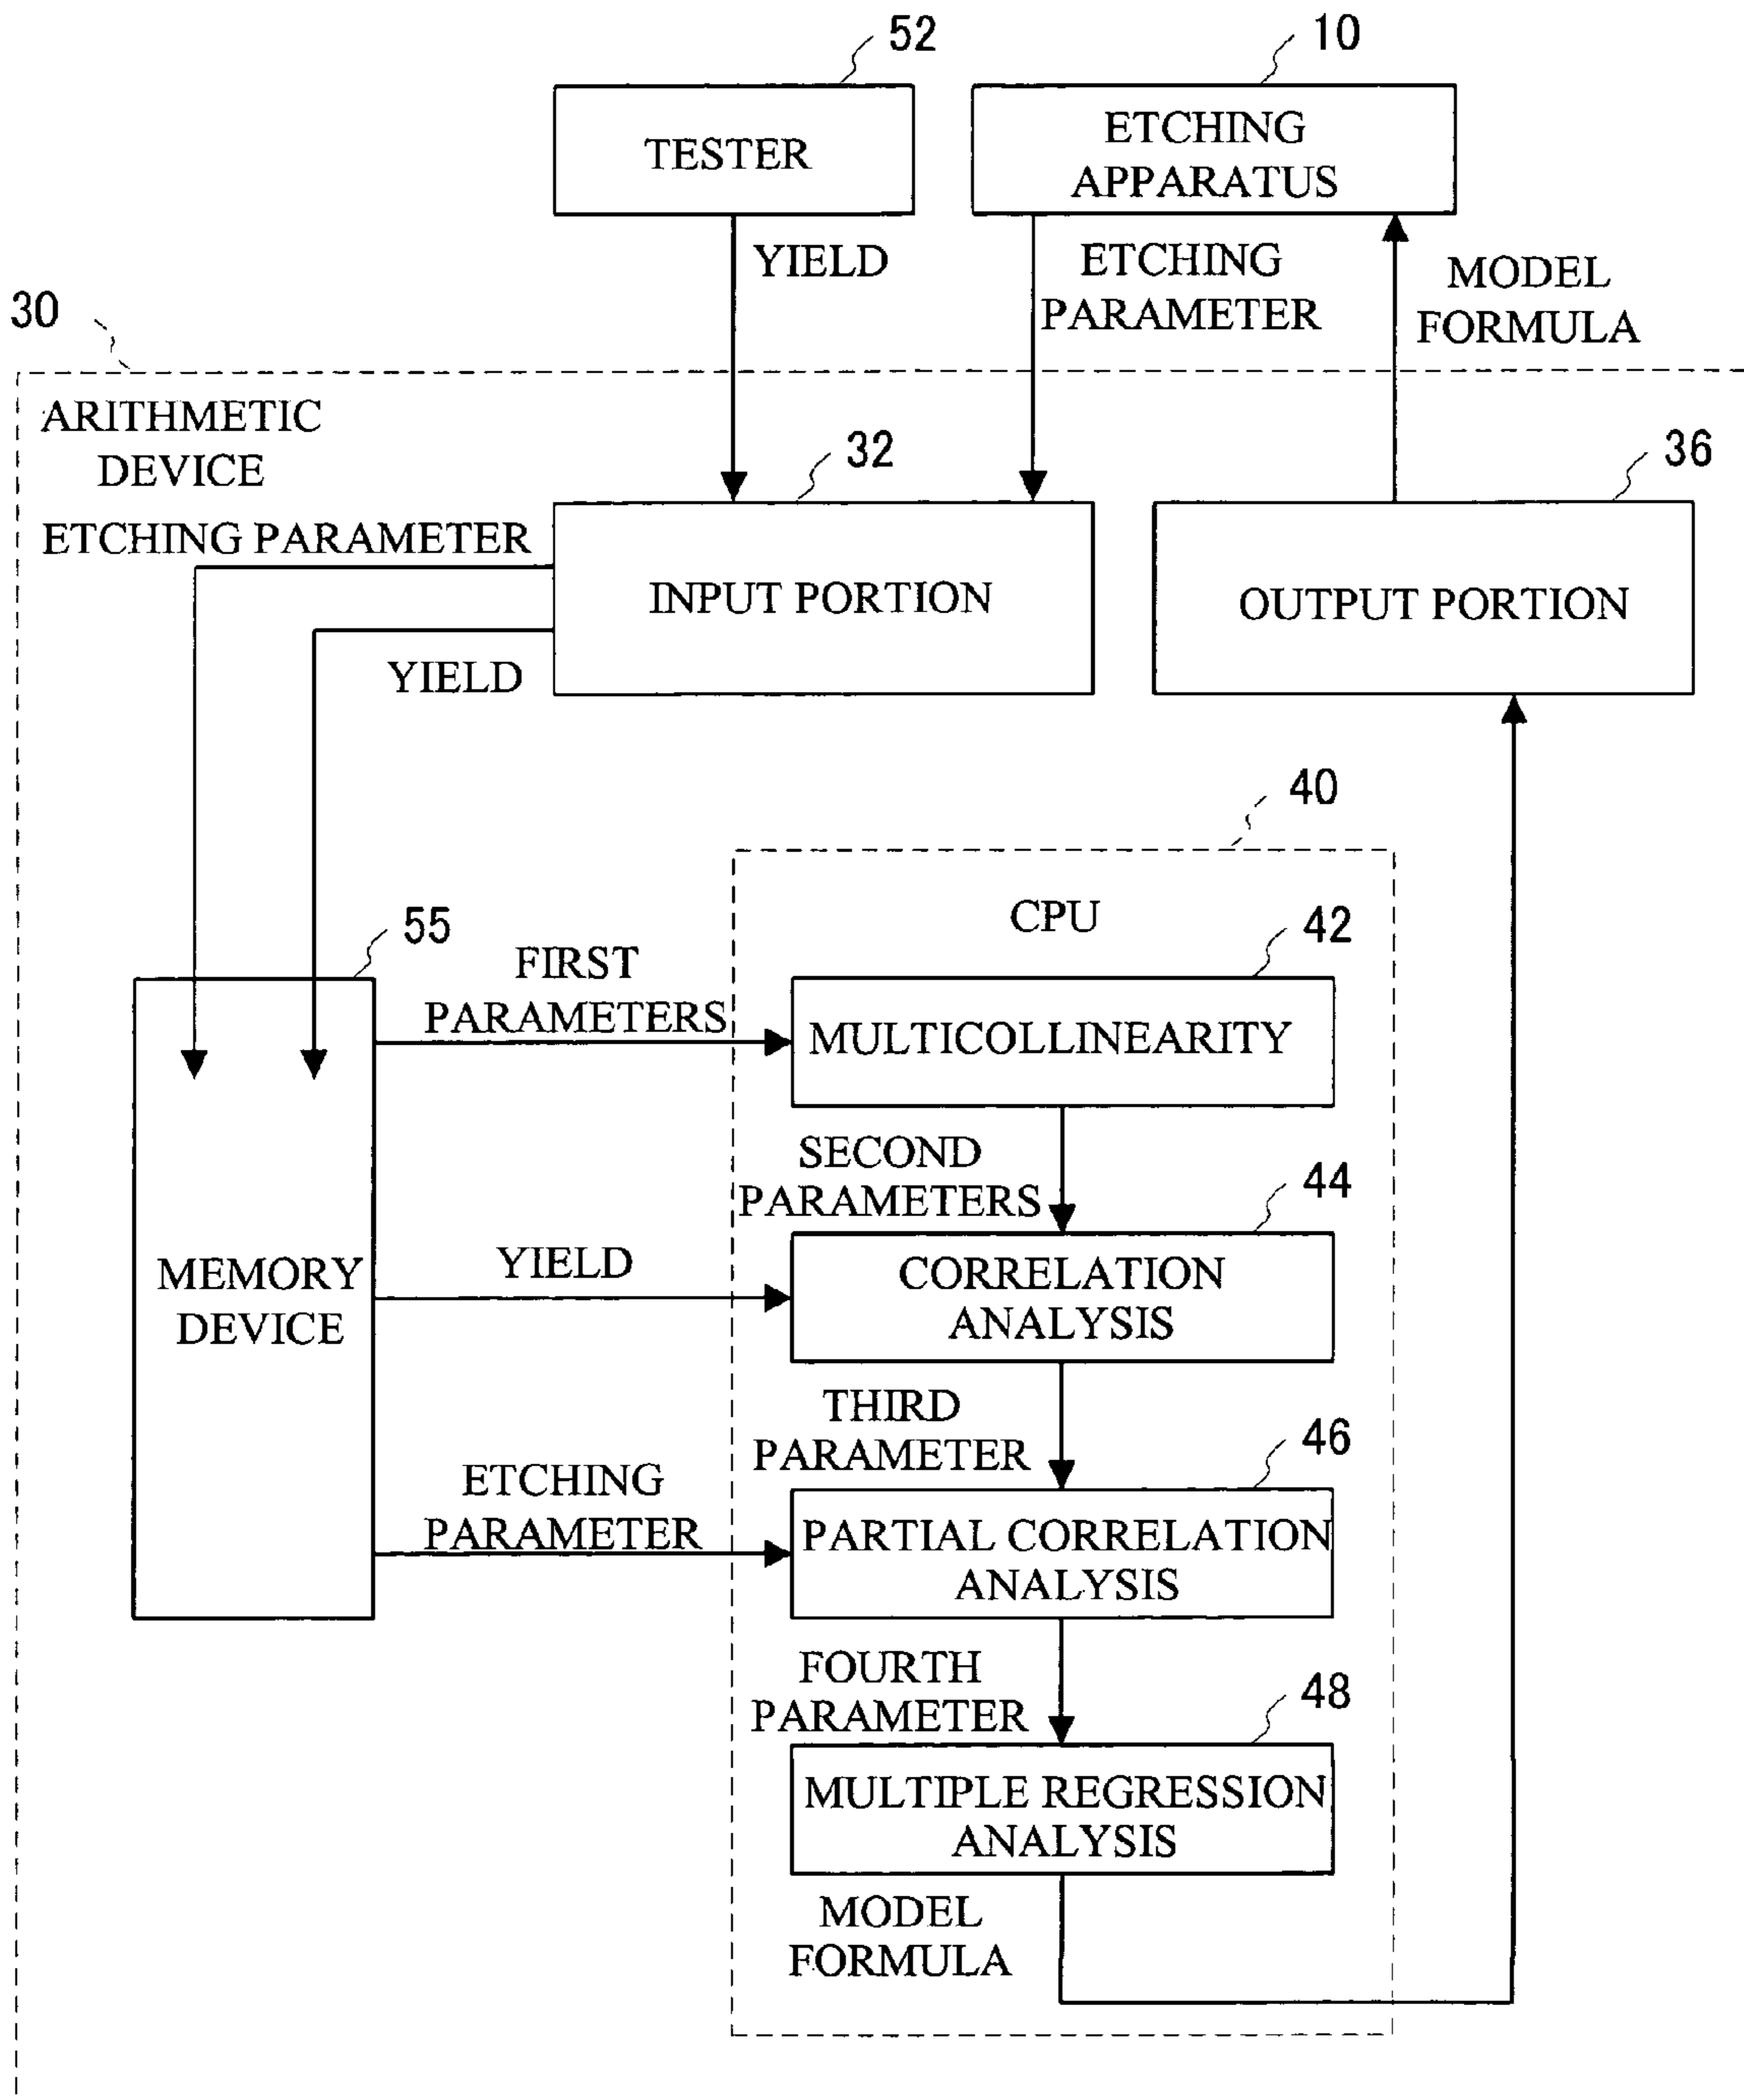 52
10
TESTER
ETCHING
APPARATUS
YIELD
ETCHING
PARAMETER
MODEL
FORMULA
30
ARITHMETIC
DEVICE
32
36
ETCHING PARAMETER
INPUT PORTION
OUTPUT PORTION
YIELD
40
CPU
55
FIRST
PARAMETERS
42
MULTICOLLINEARITY
SECOND
PARAMETERS
44
MEMORY
DEVICE
YIELD
CORRELATION
ANALYSIS
THIRD
PARAMETER
46
ETCHING
PARAMETER
PARTIAL CORRELATION
ANALYSIS
FOURTH
PARAMETER
48
MULTIPLE REGRESSION
ANALYSIS
MODEL
FORMULA